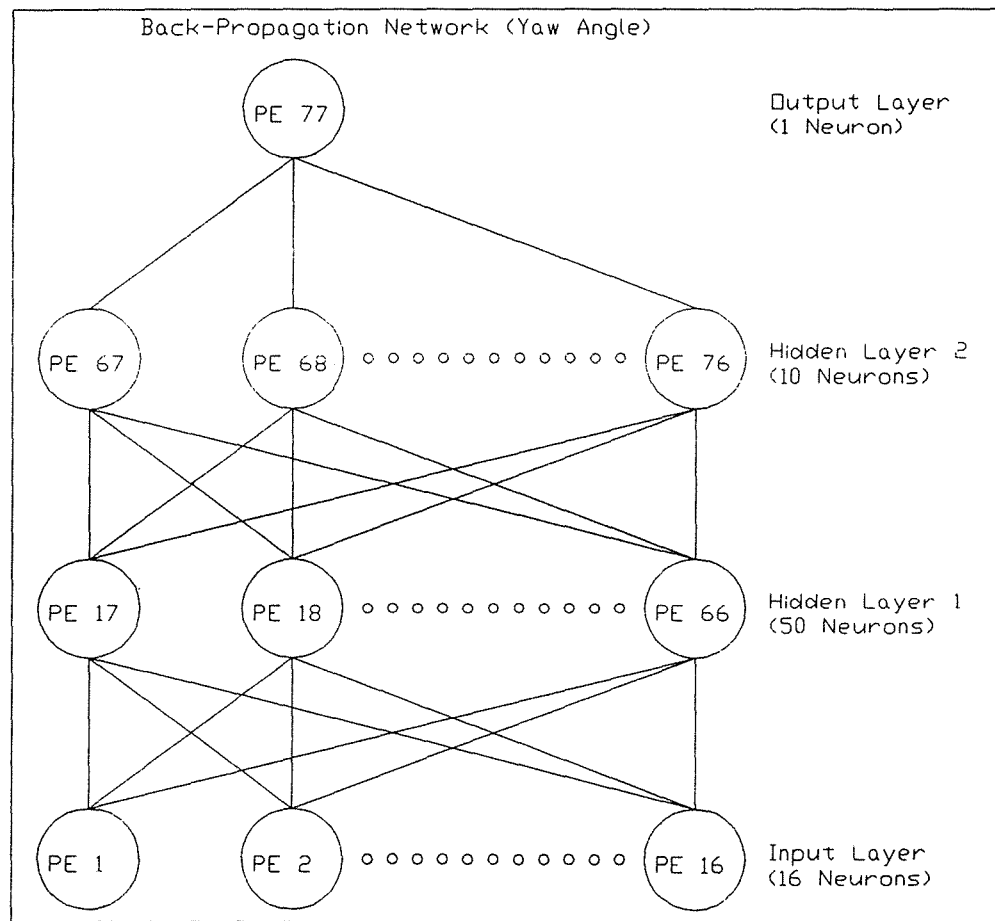 Back-Propagation Network (Yaw Angle)
PE 77
Output Layer
(1 Neuron)
PE 67
PE 68
PE 76
Hidden Layer 2
(10 Neurons)
PE 17
PE 18
PE 66
Hidden Layer 1
(50 Neurons)
PE 1
PE 2
PE 16
Input Layer
(16 Neurons)